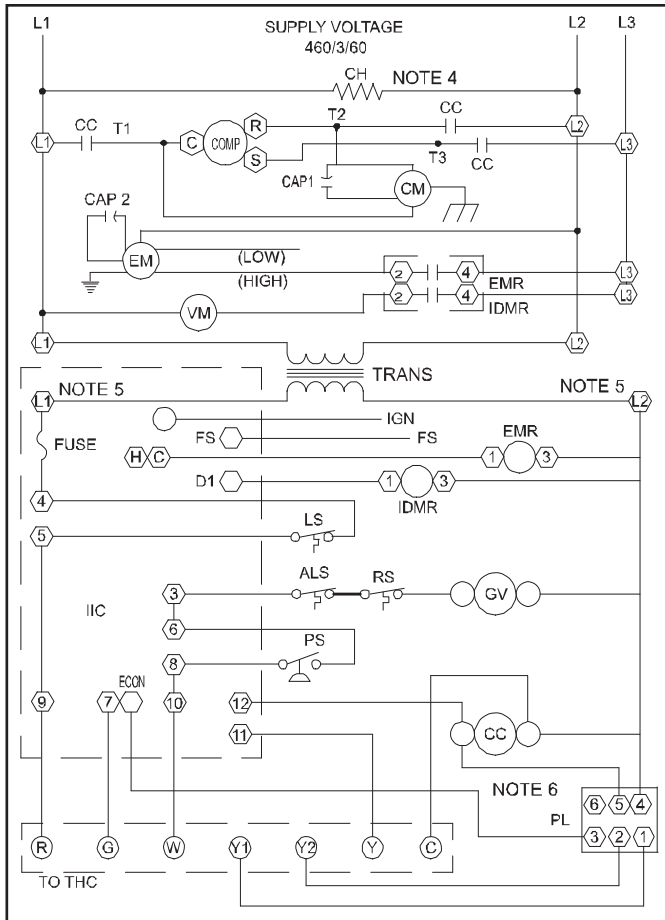 L1 SUPPLY VOLTAGE L2 L3
460/3/60
CH NOTE 4
CC T1 R T2 CC L2
L1 C COMP S T3 CC L3
CAP1 CM
CAP 2
EM (LOW)
(HIGH) 2 4 L3
EMR
VM 2 4 L3
IDMR
L1 L2
TRANS
NOTE 5 NOTE 5
L1 IGN L2
FUSE FS FS EMR
H C 1 3
D1 1 3
4 IDMR
5 LS
ALS RS
IIC 3 GV
6 PS
8
ECON
9 7 10 12 CC
11
NOTE 6
6 5 4
PL
3 2 1
R G W Y1 Y2 Y C
TO THC